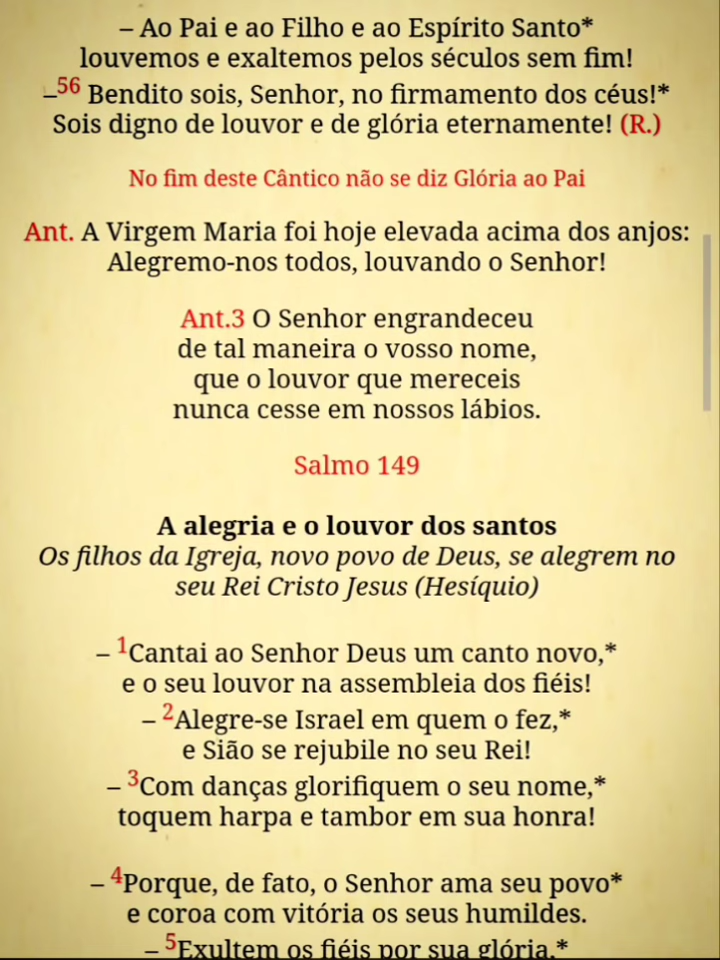 – Ao Pai e ao Filho e ao Espírito Santo*
louvemos e exaltemos pelos séculos sem fim!
–56 Bendito sois, Senhor, no firmamento dos céus!*
Sois digno de louvor e de glória eternamente! (R.)
No fim deste Cântico não se diz Glória ao Pai
Ant. A Virgem Maria foi hoje elevada acima dos anjos:
Alegremo-nos todos, louvando o Senhor!
Ant.3 O Senhor engrandeceu
de tal maneira o vosso nome,
que o louvor que mereceis
nunca cesse em nossos lábios.
Salmo 149
A alegria e o louvor dos santos
Os filhos da Igreja, novo povo de Deus, se alegrem no
seu Rei Cristo Jesus (Hesíquio)
– 1Cantai ao Senhor Deus um canto novo,*
e o seu louvor na assembleia dos fiéis!
– 2Alegre-se Israel em quem o fez,*
e Sião se rejubile no seu Rei!
– 3Com danças glorifiquem o seu nome,*
toquem harpa e tambor em sua honra!
– 4Porque, de fato, o Senhor ama seu povo*
e coroa com vitória os seus humildes.
– 5Exultem os fiéis por sua glória,*